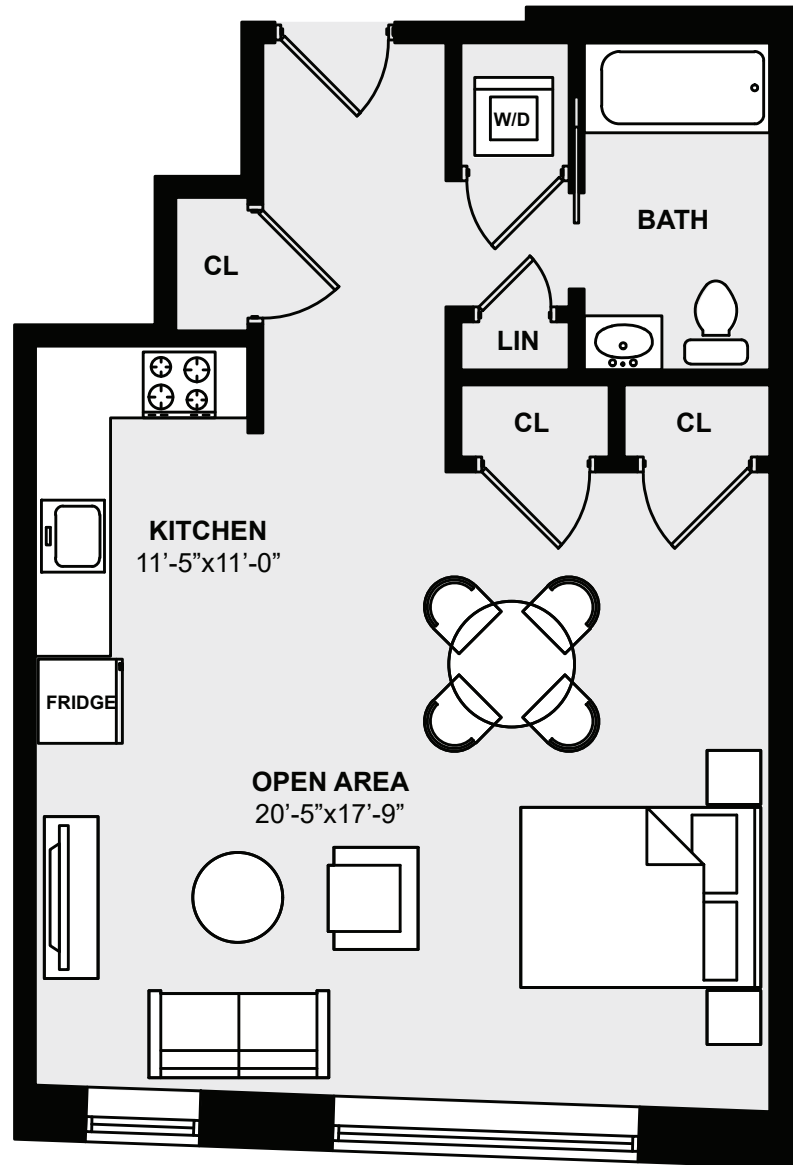 W/D
BATH
CL
LIN
CL
CL
KITCHEN
11’-5”x11’-0”
FRIDGE
OPEN AREA
20’-5”x17’-9”